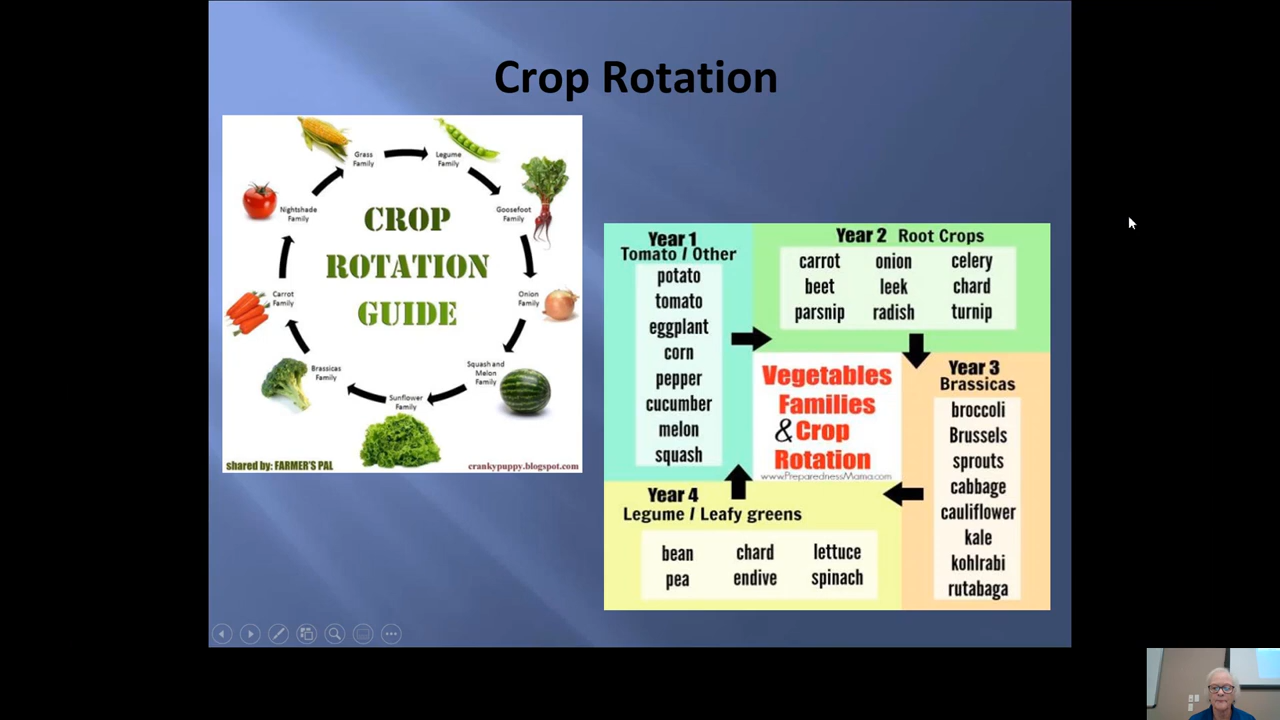 Crop Rotation
Grass
Family
Legume
Family
Goosefoot
Family
Onion
Family
Squash and
Melon
Family
Sunflower
Family
Brassicas
Family
Carrot
Family
Nightshade
Family
CROP
ROTATION
GUIDE
shared by: FARMER'S PAL
crankypuppy.blogspot.com
Year 1
Tomato / Other
potato
tomato
eggplant
corn
pepper
cucumber
melon
squash
Year 2 Root Crops
carrot onion celery
beet leek chard
parsnip radish turnip
Year 3
Brassicas
broccoli
Brussels
sprouts
cabbage
cauliflower
kale
kohlrabi
rutabaga
Vegetables
Families
& Crop
Rotation
www.PreparednessMama.com
Year 4
Legume / Leafy greens
bean chard lettuce
pea endive spinach